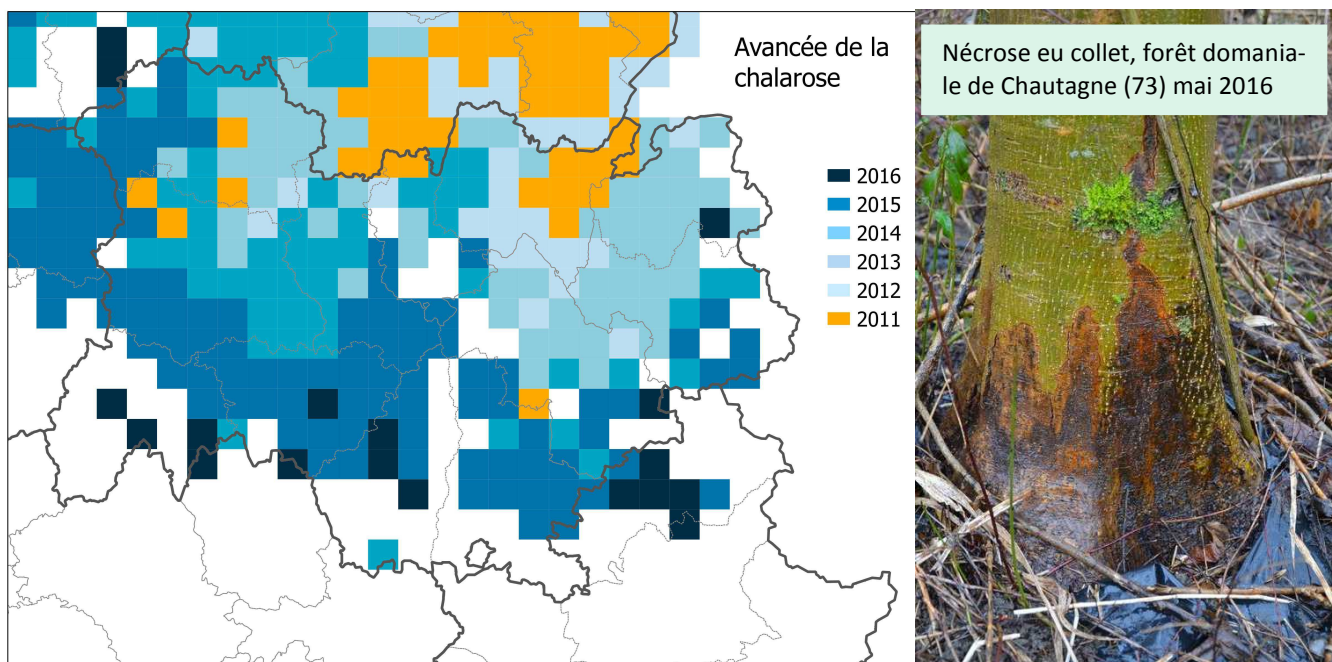 Avancée de la
chalarose
2016
2015
2014
2013
2012
2011
Nécrose eu collet, forêt domania-
le de Chautagne (73) mai 2016